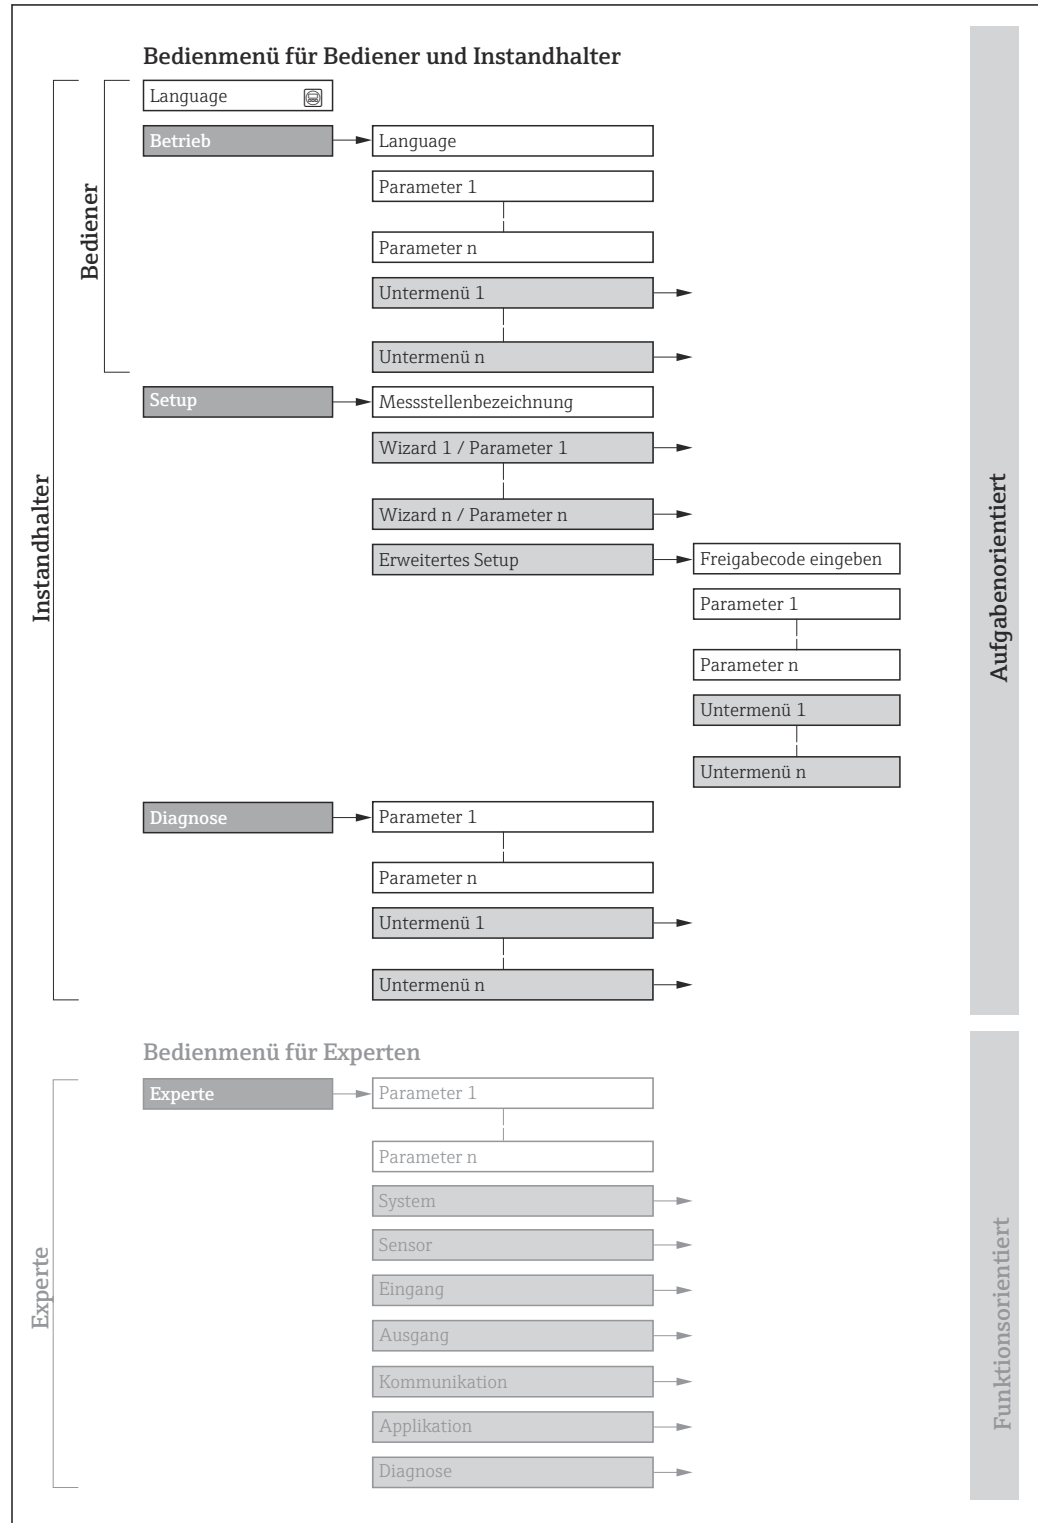 Bedienmenü für Bediener und Instandhalter
Language
Betrieb
Language
Parameter 1
Parameter n
Untermenü 1
Untermenü n
Bediener
Setup
Messstellenbezeichnung
Wizard 1 / Parameter 1
Wizard n / Parameter n
Erweitertes Setup
Freigabecode eingeben
Parameter 1
Parameter n
Untermenü 1
Untermenü n
Instandhalter
Aufgabenorientiert
Diagnose
Parameter 1
Parameter n
Untermenü 1
Untermenü n
Bedienmenü für Experten
Experte
Parameter 1
Parameter n
System
Sensor
Eingang
Ausgang
Kommunikation
Applikation
Diagnose
Experte
Funktionsorientiert